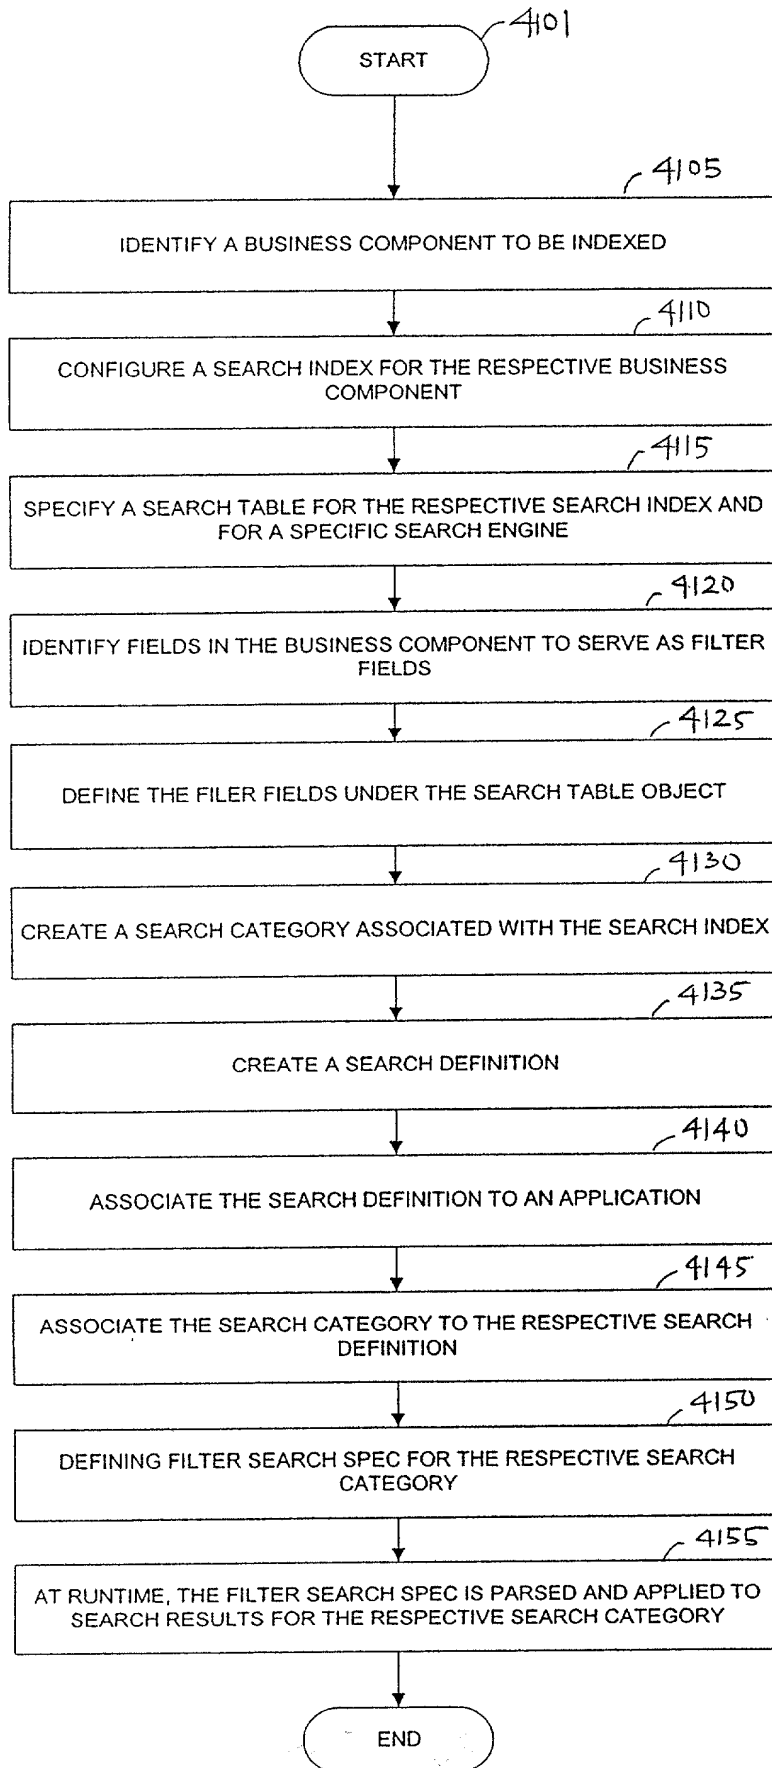 4101
START
4105
IDENTIFY A BUSINESS COMPONENT TO BE INDEXED
4110
CONFIGURE A SEARCH INDEX FOR THE RESPECTIVE BUSINESS
COMPONENT
4115
SPECIFY A SEARCH TABLE FOR THE RESPECTIVE SEARCH INDEX AND
FOR A SPECIFIC SEARCH ENGINE
4120
IDENTIFY FIELDS IN THE BUSINESS COMPONENT TO SERVE AS FILTER
FIELDS
4125
DEFINE THE FILER FIELDS UNDER THE SEARCH TABLE OBJECT
4130
CREATE A SEARCH CATEGORY ASSOCIATED WITH THE SEARCH INDEX
4135
CREATE A SEARCH DEFINITION
4140
ASSOCIATE THE SEARCH DEFINITION TO AN APPLICATION
4145
ASSOCIATE THE SEARCH CATEGORY TO THE RESPECTIVE SEARCH
DEFINITION
4150
DEFINING FILTER SEARCH SPEC FOR THE RESPECTIVE SEARCH
CATEGORY
4155
AT RUNTIME, THE FILTER SEARCH SPEC IS PARSED AND APPLIED TO
SEARCH RESULTS FOR THE RESPECTIVE SEARCH CATEGORY
END